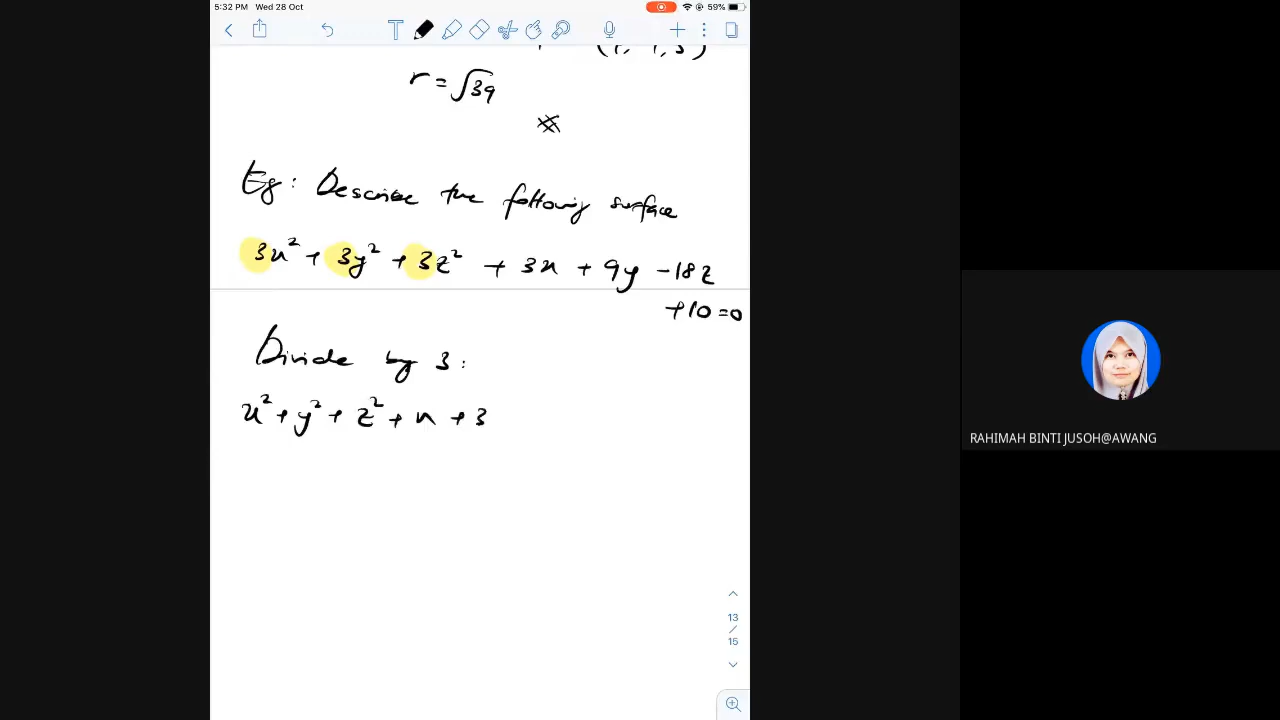 5:32 PM Wed 28 Oct
59%
r = √39
Eg: Describe the following surface
3x² + 3y² + 3z² + 3x + 9y - 18z
+10 = 0
Divide by 3 :
x² + y² + z² + x + 3
13
/
15
RAHIMAH BINTI JUSOH@AWANG